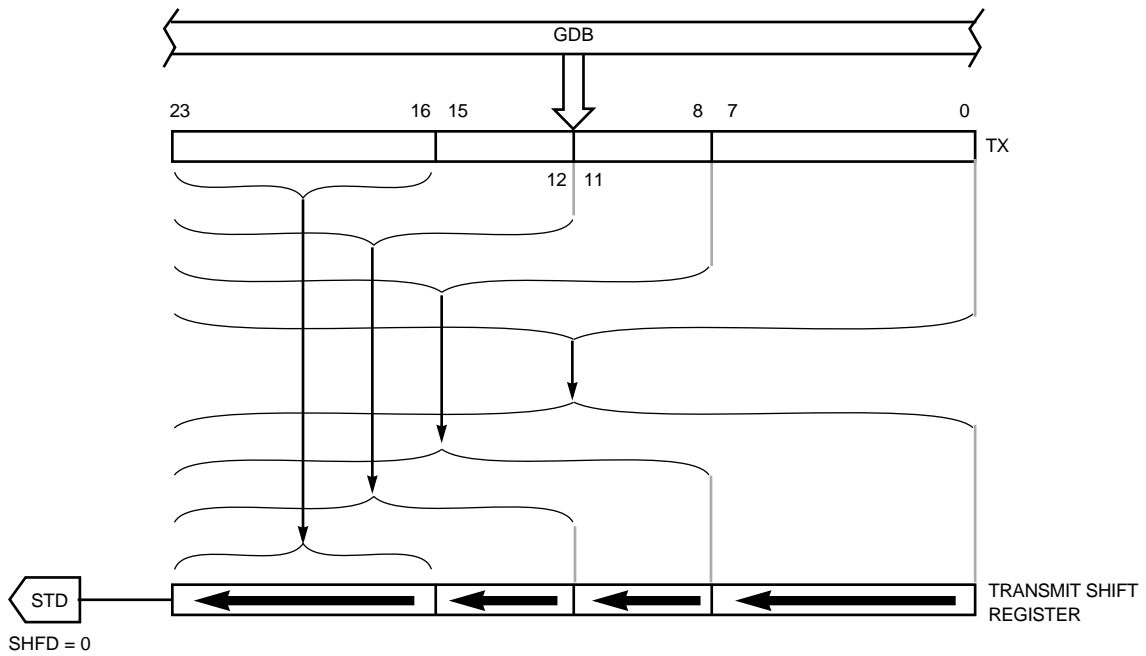 GDB
23 16 15 8 7 0
TX
12 11
STD
TRANSMIT SHIFT
REGISTER
SHFD = 0